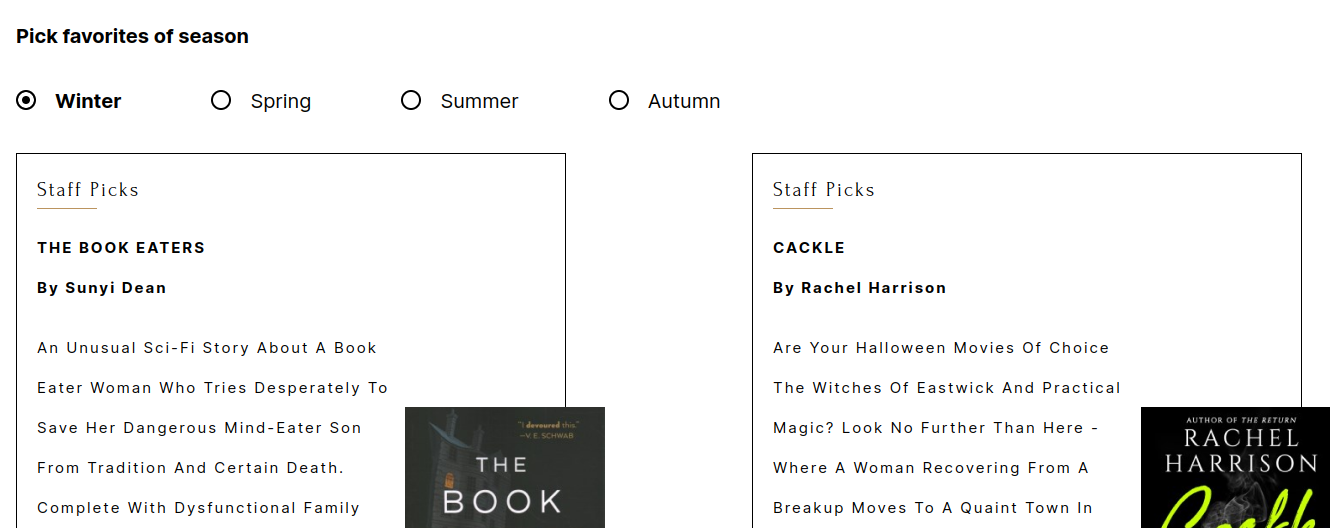 Pick favorites of season
Winter
Spring
Summer
Autumn
Staff Picks
THE BOOK EATERS
By Sunyi Dean
An Unusual Sci-Fi Story About A Book
Eater Woman Who Tries Desperately To
Save Her Dangerous Mind-Eater Son
From Tradition And Certain Death.
Complete With Dysfunctional Family
"I devoured this."
—V. E. SCHWAB
THE
BOOK
Staff Picks
CACKLE
By Rachel Harrison
Are Your Halloween Movies Of Choice
The Witches Of Eastwick And Practical
Magic? Look No Further Than Here -
Where A Woman Recovering From A
Breakup Moves To A Quaint Town In
AUTHOR OF THE RETURN
RACHEL
HARRISON
Cackle